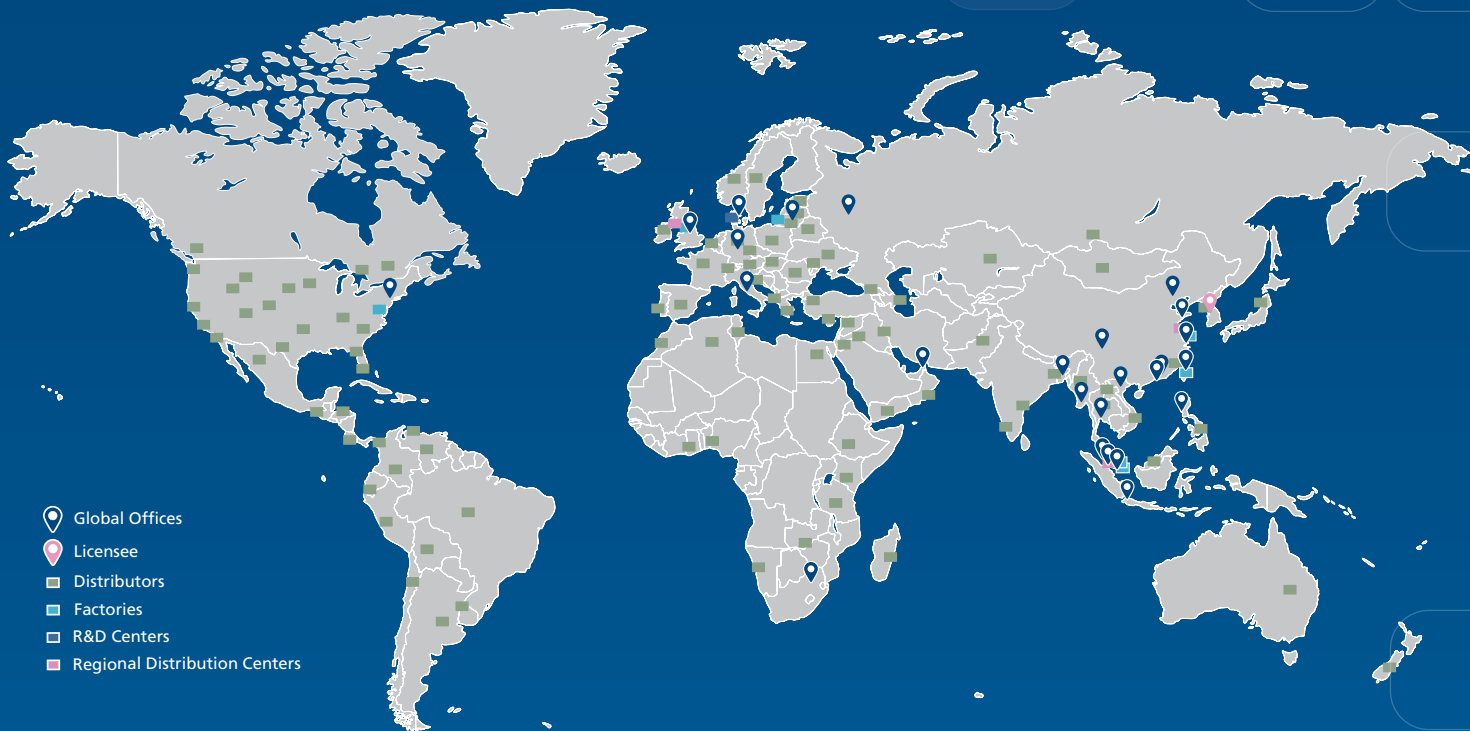 Global Offices
Licensee
Distributors
Factories
R&D Centers
Regional Distribution Centers